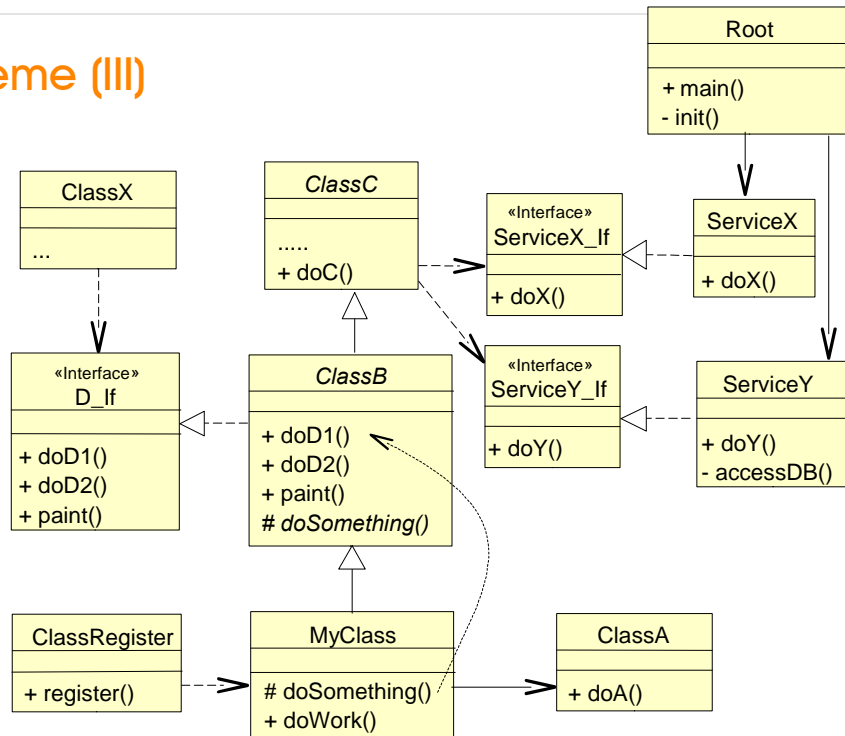 eme (III)
Root
+ main()
- init()
ClassX
...
ClassC
.....
+ doC()
«Interface»
ServiceX_If
+ doX()
ServiceX
+ doX()
«Interface»
D_If
+ doD1()
+ doD2()
+ paint()
ClassB
+ doD1()
+ doD2()
+ paint()
# doSomething()
«Interface»
ServiceY_If
+ doY()
ServiceY
+ doY()
- accessDB()
ClassRegister
+ register()
MyClass
# doSomething()
+ doWork()
ClassA
+ doA()